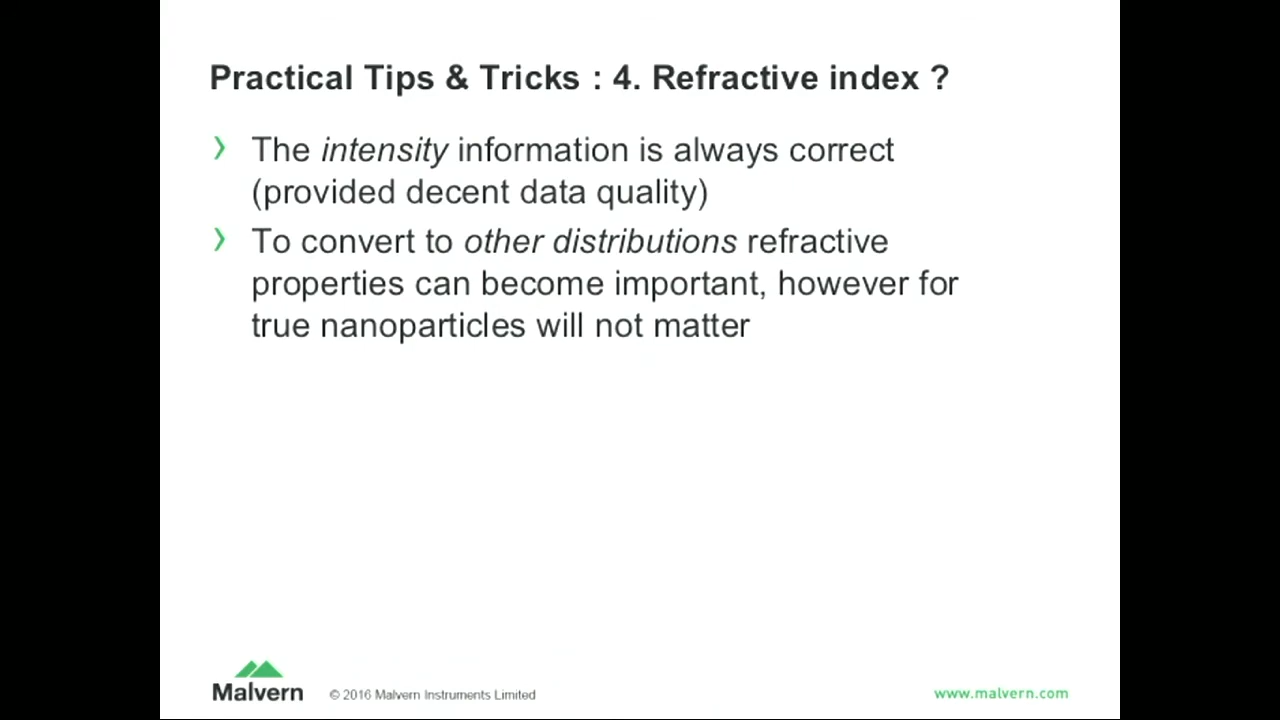 Practical Tips & Tricks : 4. Refractive index ?
› The intensity information is always correct
(provided decent data quality)
› To convert to other distributions refractive
properties can become important, however for
true nanoparticles will not matter
Malvern
© 2016 Malvern Instruments Limited
www.malvern.com